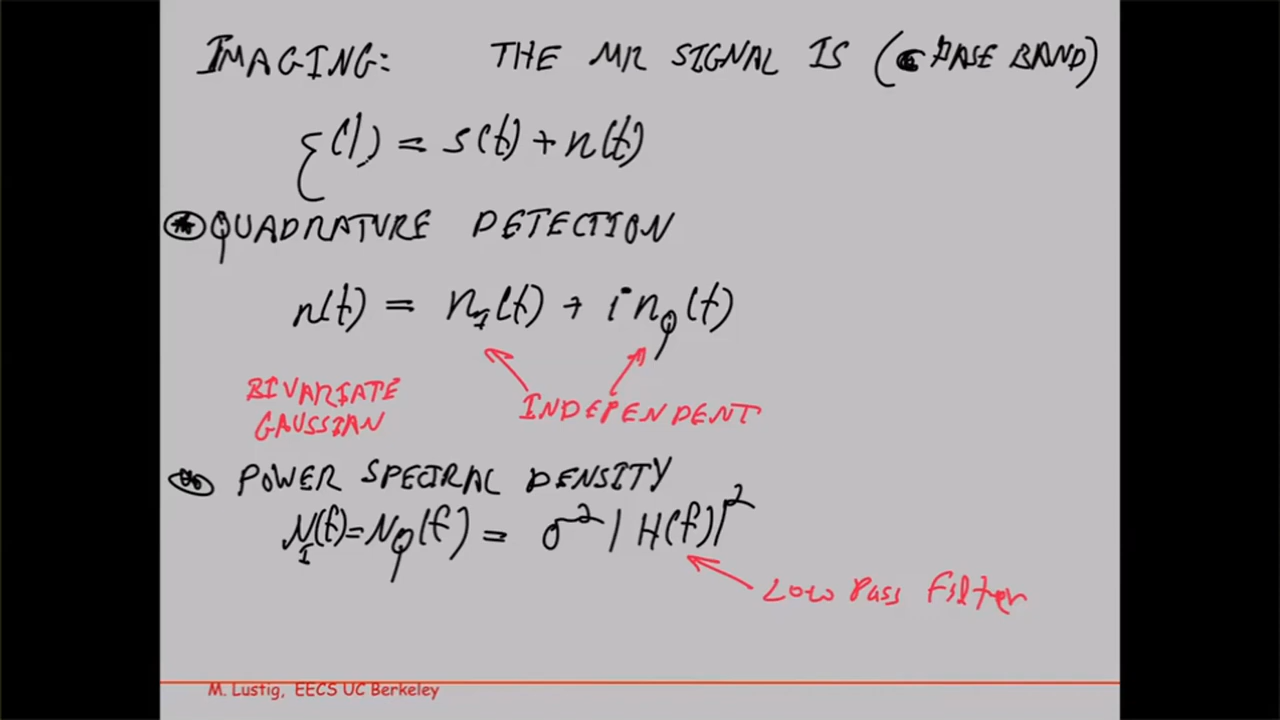 IMAGING: THE MR SIGNAL IS (BASE BAND)
ξ(t) = s(t) + n(t)
* QUADRATURE DETECTION
n(t) = n_I(t) + i n_Q(t)
BIVARIATE
GAUSSIAN
INDEPENDENT
* POWER SPECTRAL DENSITY
N_I(f) = N_Q(f) = σ² |H(f)|²
Low Pass Filter
M. Lustig, EECS UC Berkeley